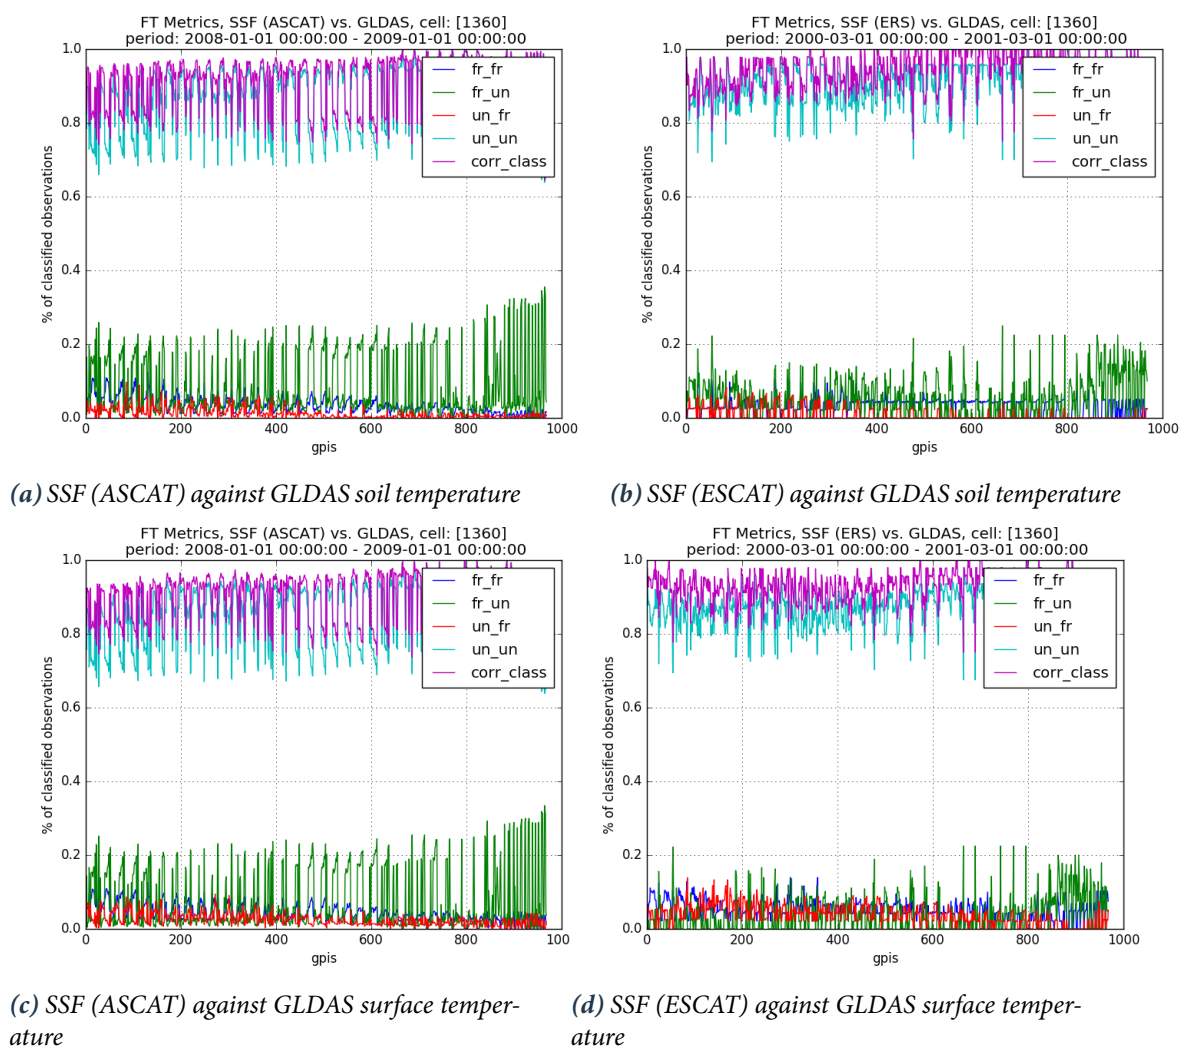 FT Metrics, SSF (ASCAT) vs. GLDAS, cell: [1360]
period: 2008-01-01 00:00:00 - 2009-01-01 00:00:00
1.0
0.8
0.6
0.4
0.2
0.0
% of classified observations
fr_fr
fr_un
un_fr
un_un
corr_class
0
200
400
600
800
1000
gpis
(a) SSF (ASCAT) against GLDAS soil temperature
FT Metrics, SSF (ERS) vs. GLDAS, cell: [1360]
period: 2000-03-01 00:00:00 - 2001-03-01 00:00:00
1.0
0.8
0.6
0.4
0.2
0.0
% of classified observations
fr_fr
fr_un
un_fr
un_un
corr_class
0
200
400
600
800
1000
gpis
(b) SSF (ESCAT) against GLDAS soil temperature
FT Metrics, SSF (ASCAT) vs. GLDAS, cell: [1360]
period: 2008-01-01 00:00:00 - 2009-01-01 00:00:00
1.0
0.8
0.6
0.4
0.2
0.0
% of classified observations
fr_fr
fr_un
un_fr
un_un
corr_class
0
200
400
600
800
100
gpis
(c) SSF (ASCAT) against GLDAS surface temper-
ature
FT Metrics, SSF (ERS) vs. GLDAS, cell: [1360]
period: 2000-03-01 00:00:00 - 2001-03-01 00:00:00
1.0
0.8
0.6
0.4
0.2
0.0
% of classified observations
fr_fr
fr_un
un_fr
un_un
corr_class
0
200
400
600
800
1000
gpis
(d) SSF (ESCAT) against GLDAS surface temper-
ature